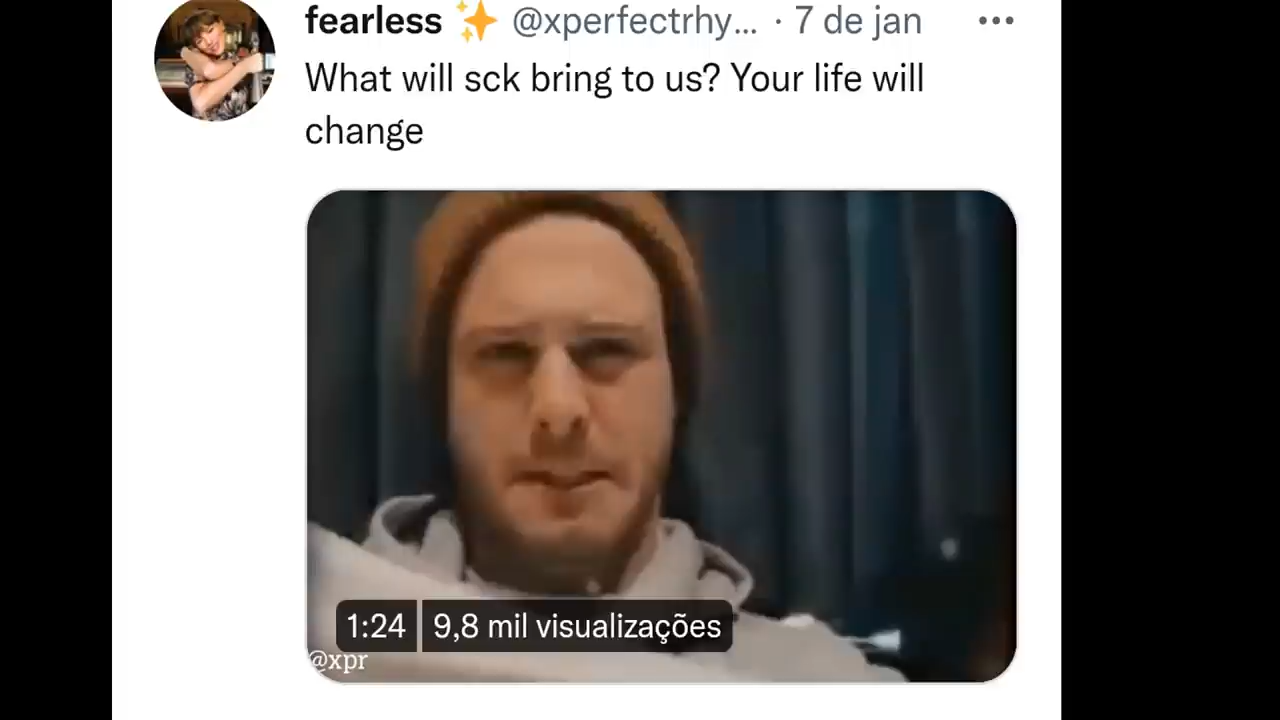 fearless ✨ @xperfectrhy... · 7 de jan
What will sck bring to us? Your life will
change
1:24 9,8 mil visualizações
@xpr